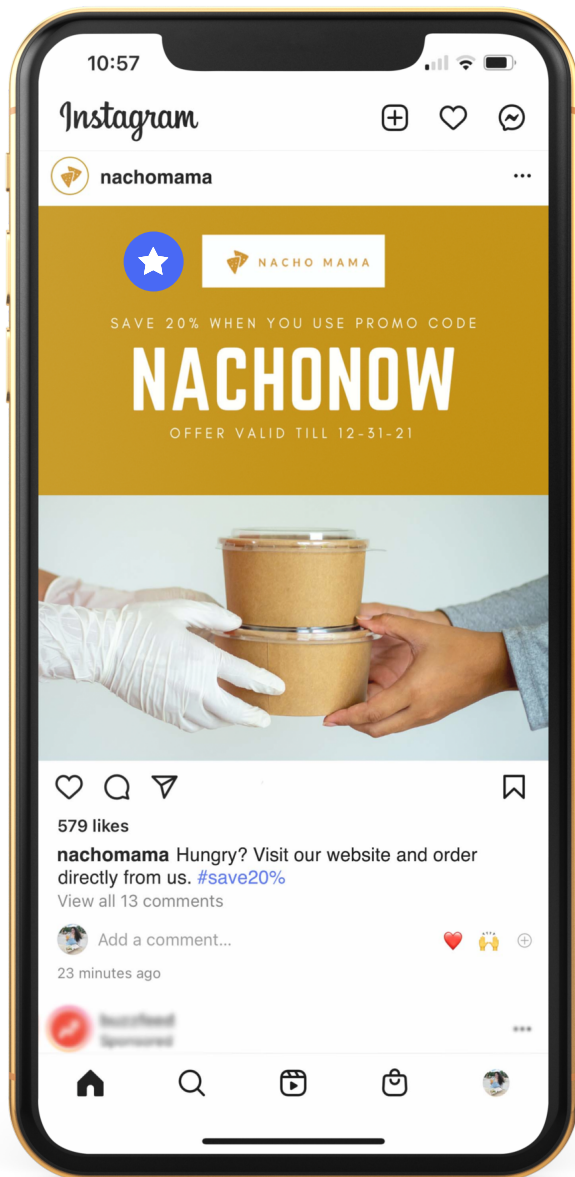 10:57
Instagram
nachomama
NACHO MAMA
SAVE 20% WHEN YOU USE PROMO CODE
NACHONOW
OFFER VALID TILL 12-31-21
579 likes
nachomama Hungry? Visit our website and order
directly from us. #save20%
View all 13 comments
Add a comment...
23 minutes ago
buzzfeed
Sponsored